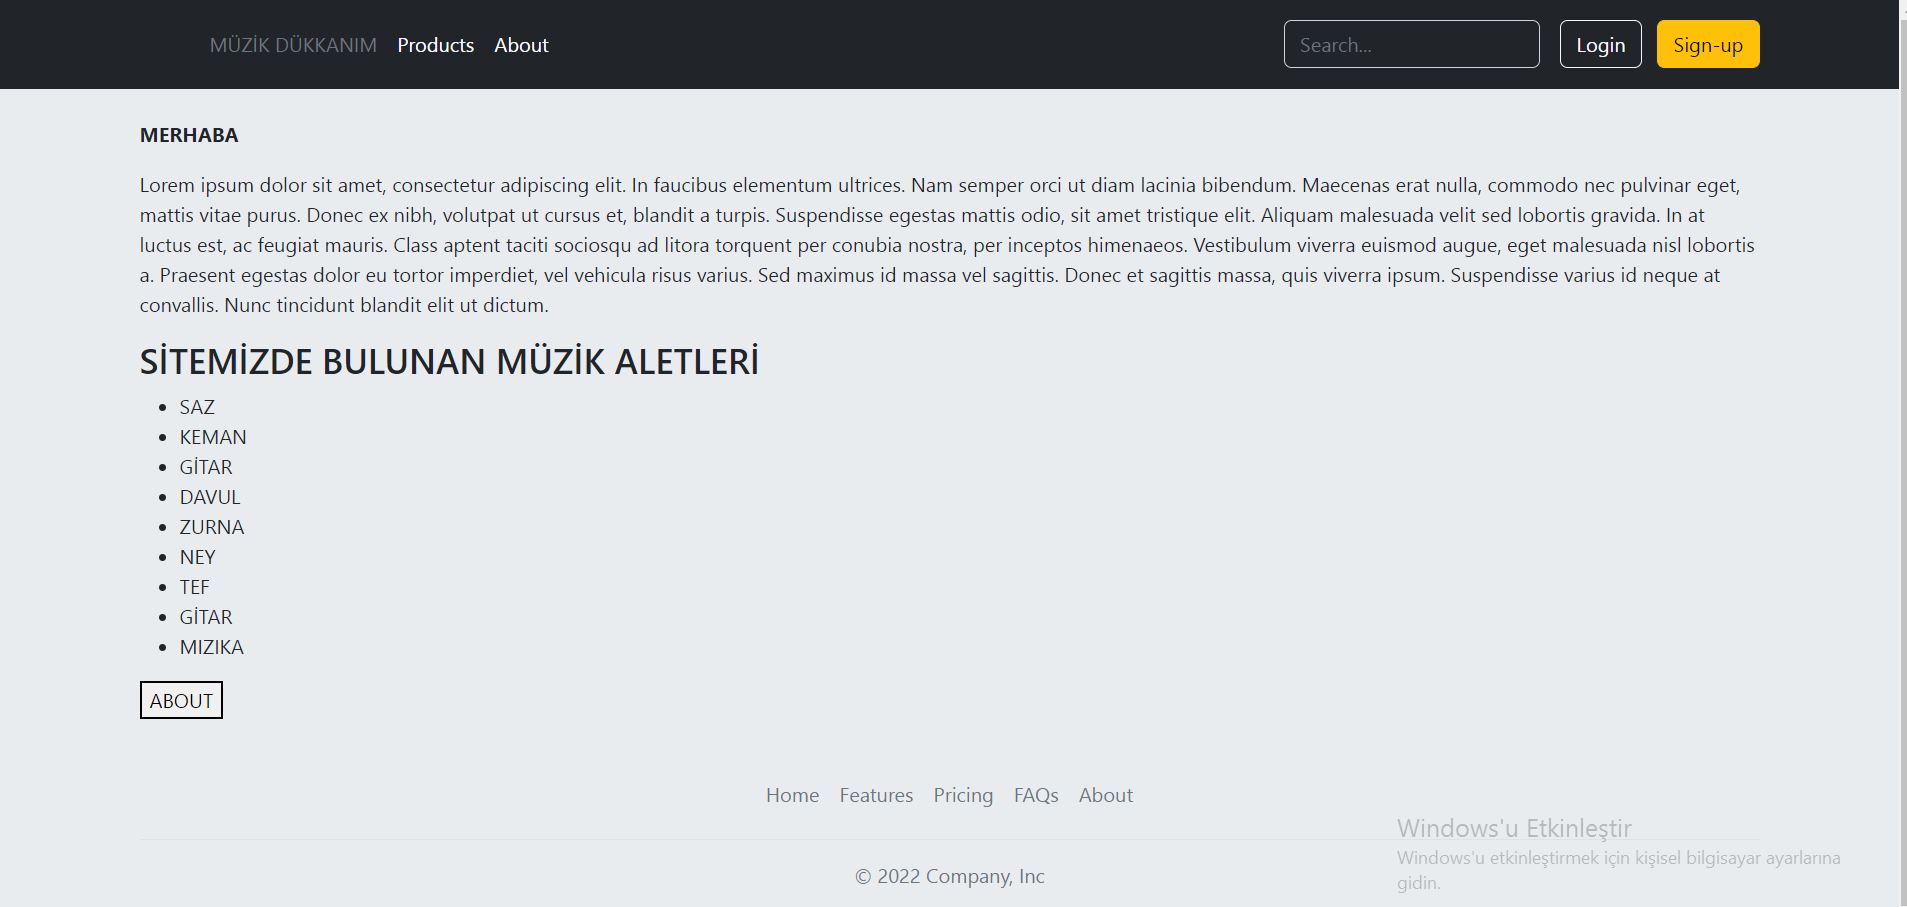 MÜZİK DÜKKANIM Products About Search... Login Sign-up
MERHABA
Lorem ipsum dolor sit amet, consectetur adipiscing elit. In faucibus elementum ultrices. Nam semper orci ut diam lacinia bibendum. Maecenas erat nulla, commodo nec pulvinar eget,
mattis vitae purus. Donec ex nibh, volutpat ut cursus et, blandit a turpis. Suspendisse egestas mattis odio, sit amet tristique elit. Aliquam malesuada velit sed lobortis gravida. In at
luctus est, ac feugiat mauris. Class aptent taciti sociosqu ad litora torquent per conubia nostra, per inceptos himenaeos. Vestibulum viverra euismod augue, eget malesuada nisl lobortis
a. Praesent egestas dolor eu tortor imperdiet, vel vehicula risus varius. Sed maximus id massa vel sagittis. Donec et sagittis massa, quis viverra ipsum. Suspendisse varius id neque at
convallis. Nunc tincidunt blandit elit ut dictum.
SİTEMİZDE BULUNAN MÜZİK ALETLERİ
SAZ
KEMAN
GİTAR
DAVUL
ZURNA
NEY
TEF
GİTAR
MIZIKA
ABOUT
Home Features Pricing FAQs About
Windows'u Etkinleştir
Windows'u etkinleştirmek için kişisel bilgisayar ayarlarına
gidin.
© 2022 Company, Inc